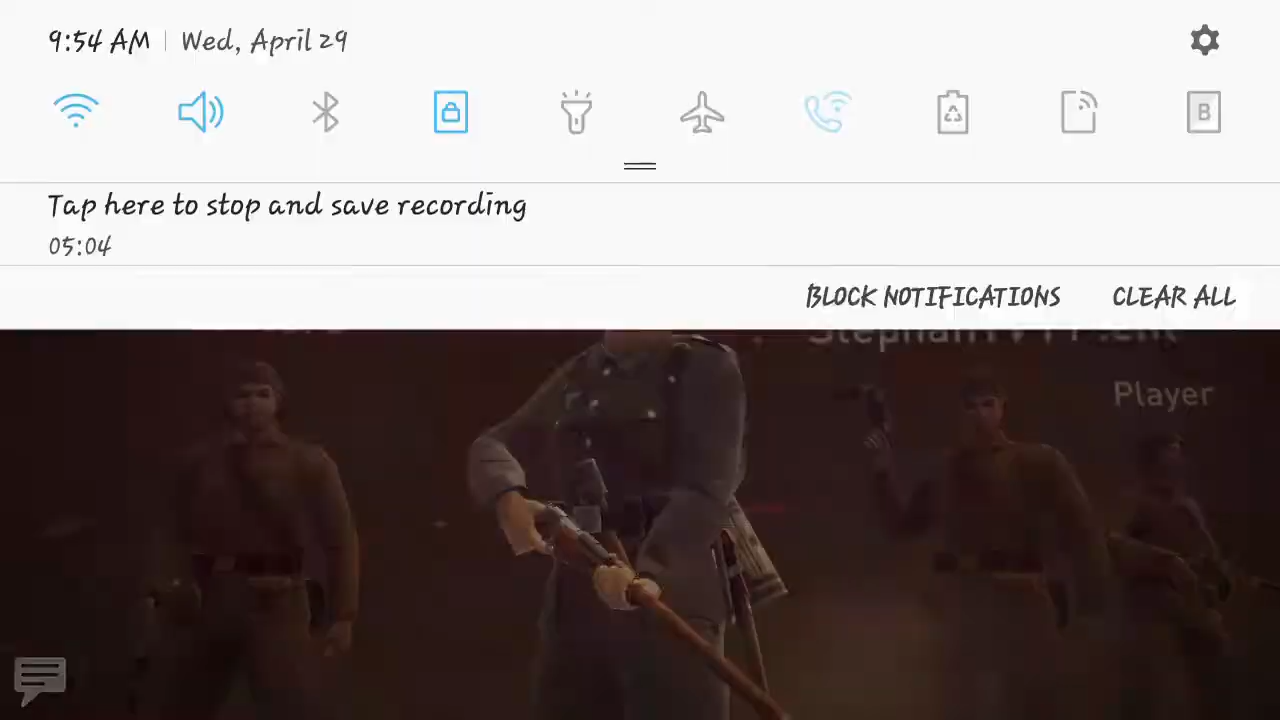 9:54 AM | Wed, April 29
B
Tap here to stop and save recording
05:04
BLOCK NOTIFICATIONS
CLEAR ALL
Player